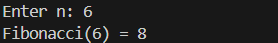 Enter n: 6
Fibonacci(6) = 8